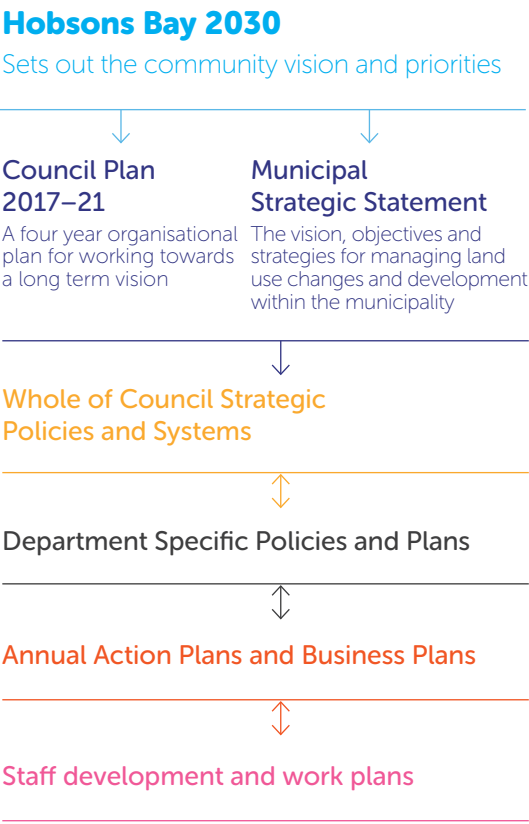 Hobsons Bay 2030
Sets out the community vision and priorities
Council Plan
2017–21
A four year organisational
plan for working towards
a long term vision
Municipal
Strategic Statement
The vision, objectives and
strategies for managing land
use changes and development
within the municipality
Whole of Council Strategic
Policies and Systems
Department Specific Policies and Plans
Annual Action Plans and Business Plans
Staff development and work plans